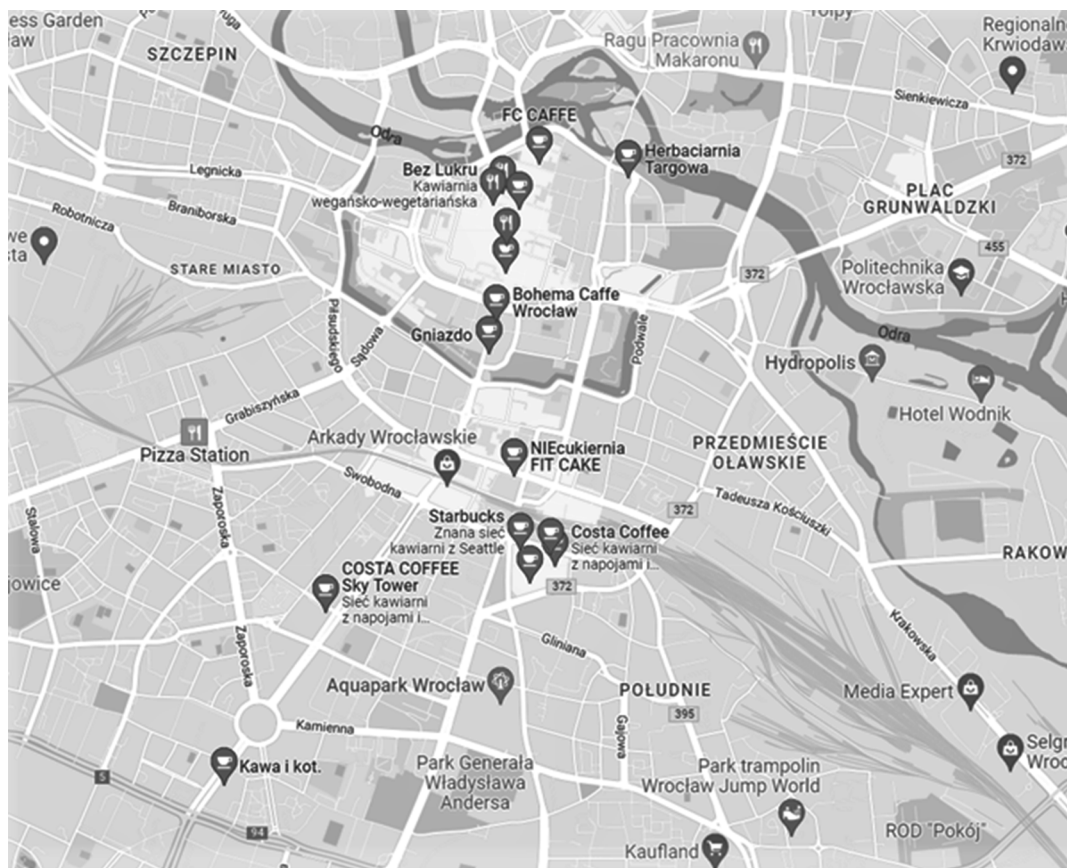 ess Garden
aw
SZCZEPIN
Ragu Pracownia
Makaronu
Regionaln
Krwiodaw
Sienkiewicza
FC CAFFE
Odra
Herbaciarnia
Targowa
372
Legnicka
Bez Lukru
Kawiarnia
wegańsko-wegetariańska
PLAC
GRUNWALDZKI
Robotnicza
Braniborska
we
sta
455
STARE MIASTO
372
Politechnika
Wrocławska
Bohema Caffe
Wrocław
Gniazdo
Piłsudskiego
Sądowa
Podwale
Odra
Hydropolis
Hotel Wodnik
Grabiszyńska
Pizza Station
Arkady Wrocławskie
NIEcukiernia
FIT CAKE
PRZEDMIEŚCIE
OŁAWSKIE
Swobodna
Zaporoska
Stalowa
372
Tadeusza Kościuszki
Starbucks
Znana sieć
kawiarni z Seattle
Costa Coffee
Sieć kawiarni
z napojami i...
RAKOW
ajowice
COSTA COFFEE
Sky Tower
Sieć kawiarni
z napojami i...
372
Zaporoska
Gliniana
Krakowska
Aquapark Wrocław
POŁUDNIE
Media Expert
395
Kamienna
Gajowa
Selgr
Wroc
Kawa i kot.
5
Park Generała
Władysława
Andersa
Park trampolin
Wrocław Jump World
94
ROD "Pokój"
Kaufland